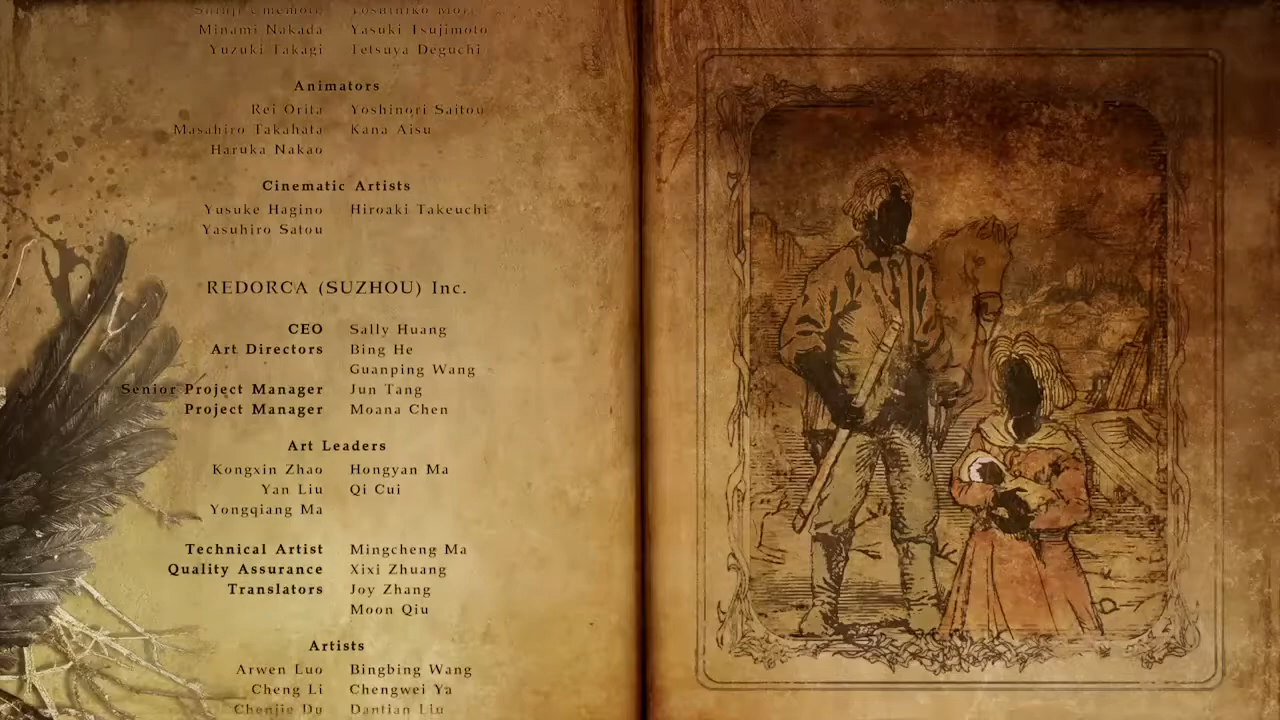 Minami Nakada Yasuki Tsujimoto
Yuzuki Takagi Tetsuya Deguchi
Animators
Rei Orita Yoshinori Saitou
Masahiro Takahata Kana Aisu
Haruka Nakao
Cinematic Artists
Yusuke Hagino Hiroaki Takeuchi
Yasuhiro Satou
REDORCA (SUZHOU) Inc.
CEO Sally Huang
Art Directors Bing He
Guanping Wang
Senior Project Manager Jun Tang
Project Manager Moana Chen
Art Leaders
Kongxin Zhao Hongyan Ma
Yan Liu Qi Cui
Yongqiang Ma
Technical Artist Mingcheng Ma
Quality Assurance Xixi Zhuang
Translators Joy Zhang
Moon Qiu
Artists
Arwen Luo Bingbing Wang
Cheng Li Chengwei Ya
Chenjie Du Dantian Liu